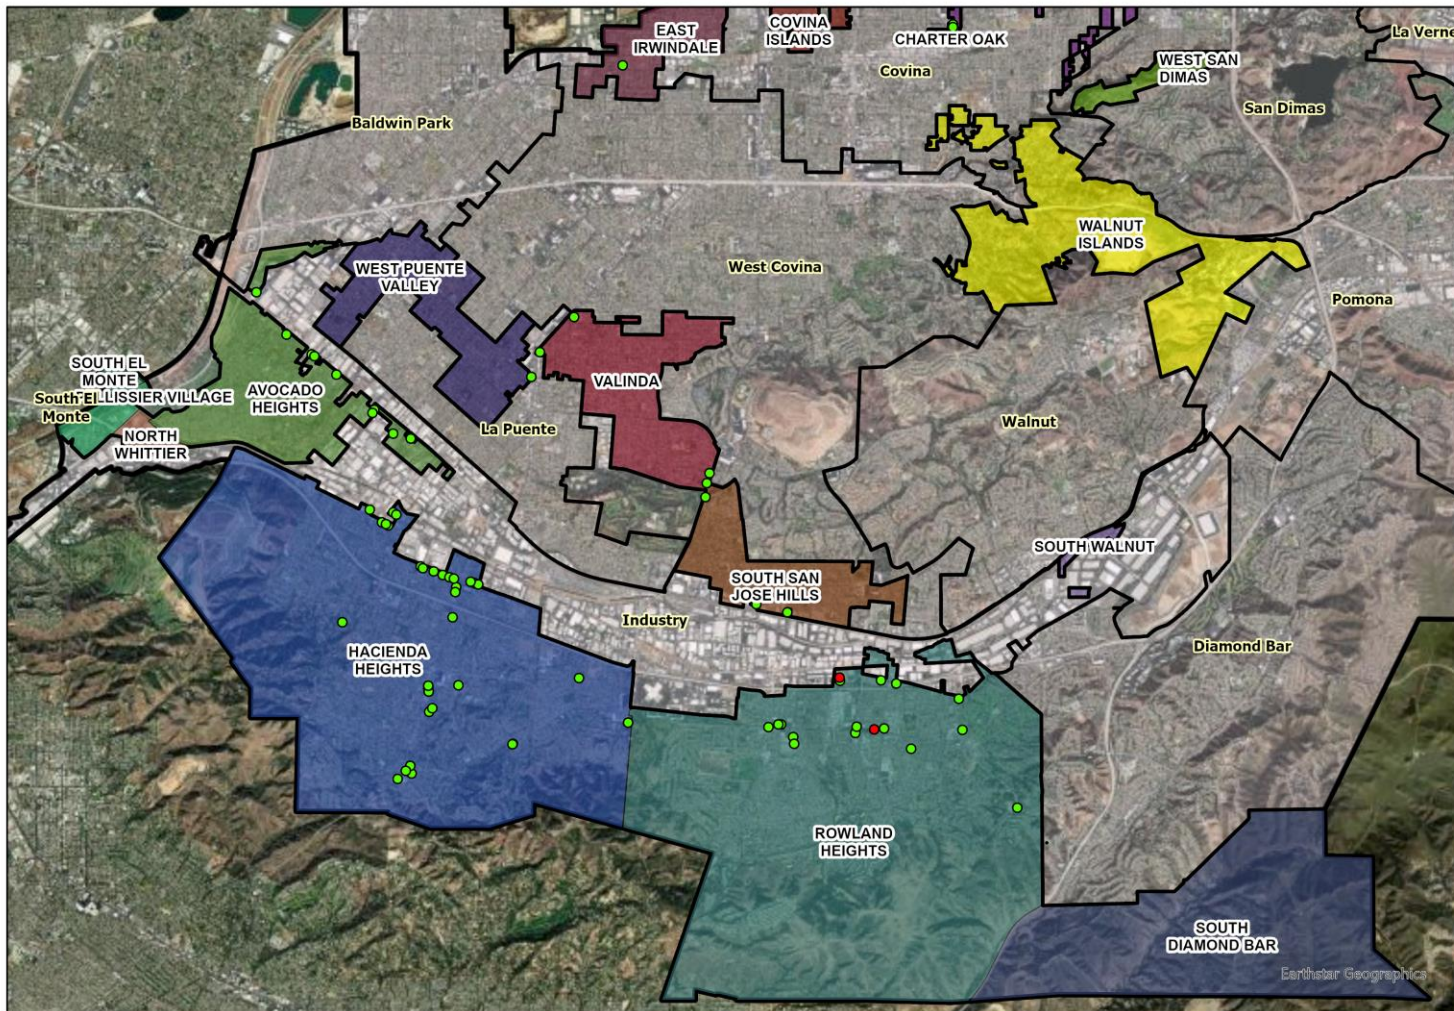 EAST
IRWINDALE
COVINA
ISLANDS
CHARTER OAK
La Verne
Covina
WEST SAN
DIMAS
San Dimas
Baldwin Park
WALNUT
ISLANDS
WEST PUENTE
VALLEY
West Covina
Pomona
SOUTH EL
MONTE
LLISSIER VILLAGE
South El
Monte
AVOCADO
HEIGHTS
VALINDA
Walnut
La Puente
NORTH
WHITTIER
SOUTH WALNUT
SOUTH SAN
JOSE HILLS
Industry
Diamond Bar
HACIENDA
HEIGHTS
ROWLAND
HEIGHTS
SOUTH
DIAMOND BAR
Earthstar Geographics